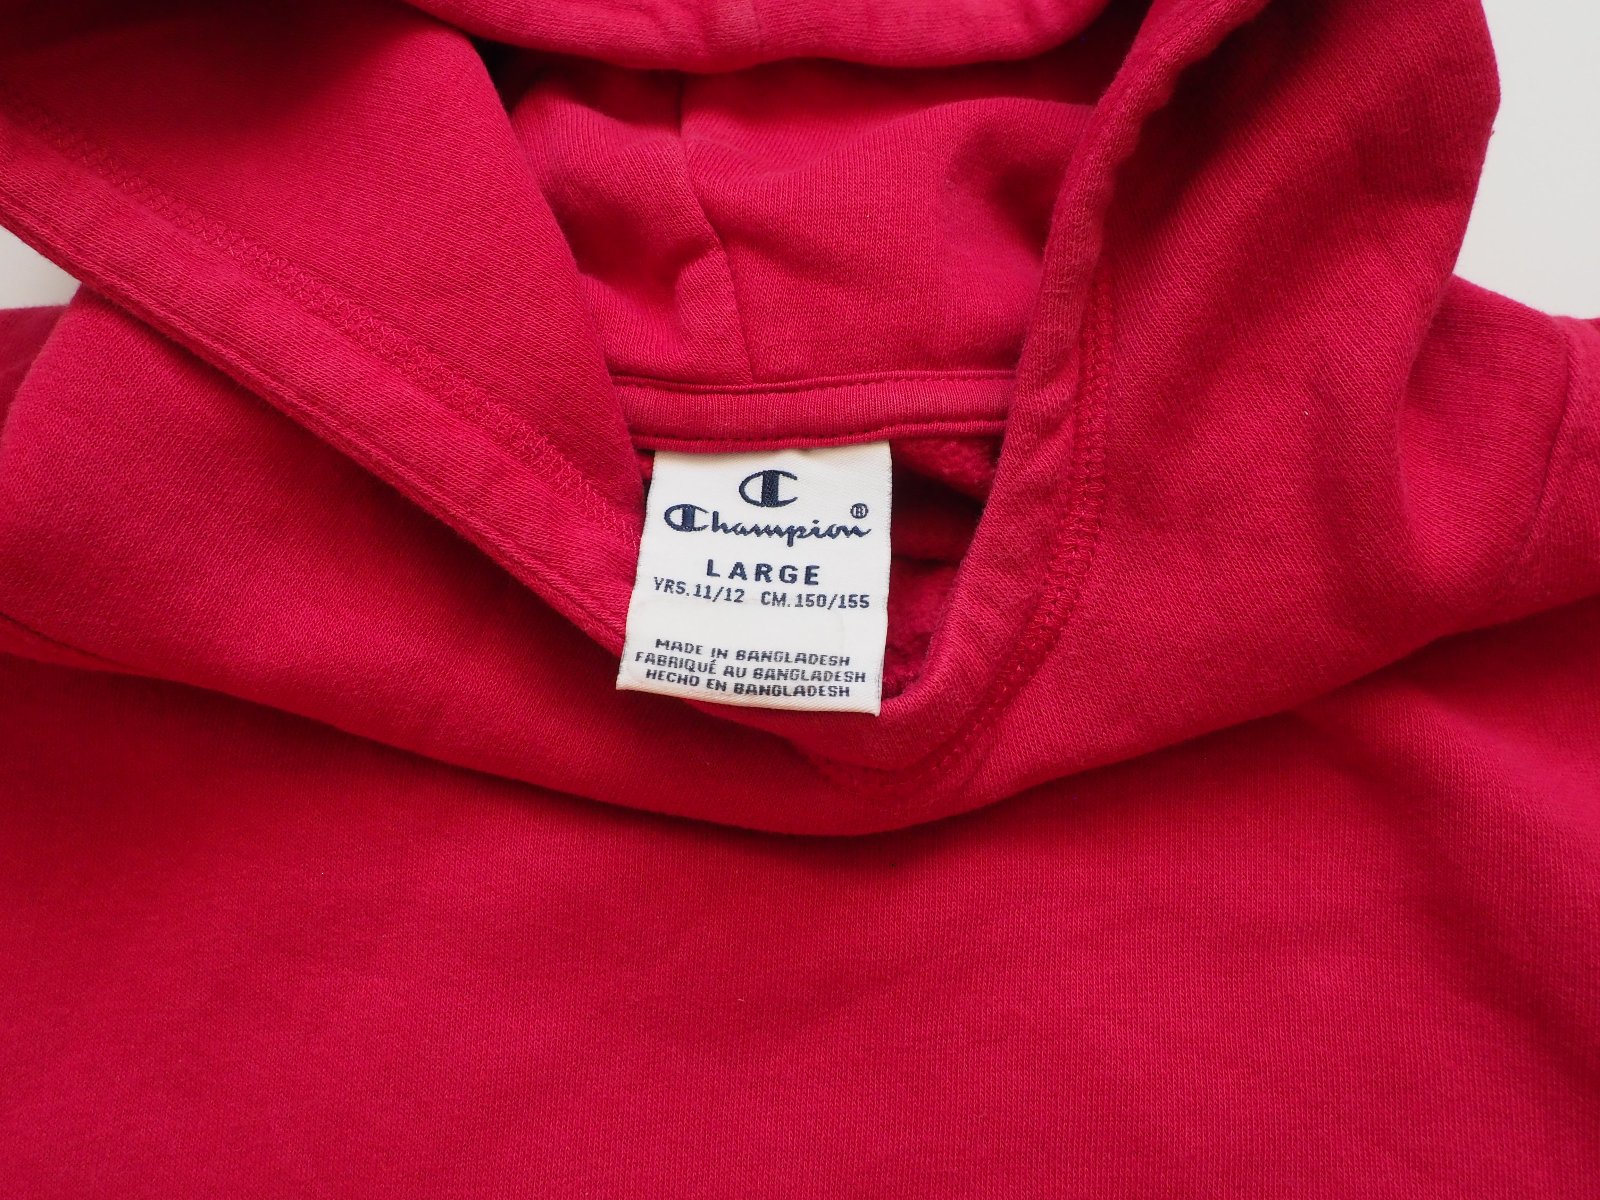 Champion®
LARGE
YRS. 11/12 CM. 150/155
MADE IN BANGLADESH
FABRIQUÉ AU BANGLADESH
HECHO EN BANGLADESH